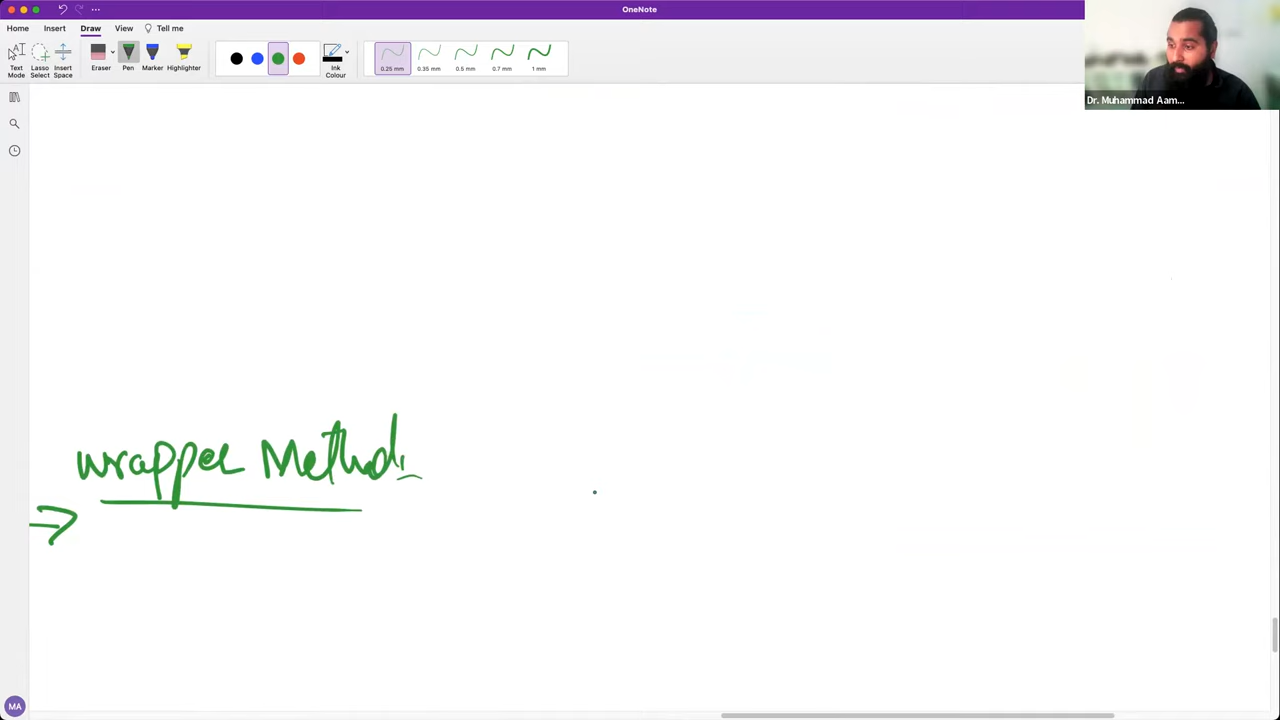 OneNote
Home Insert Draw View Tell me
Text Mode
Lasso Select
Insert Space
Eraser
Pen
Marker
Highlighter
Ink Colour
0.25 mm 0.35 mm 0.5 mm 0.7 mm 1 mm
Dr. Muhammad Aam...
wrapper Methods
MA